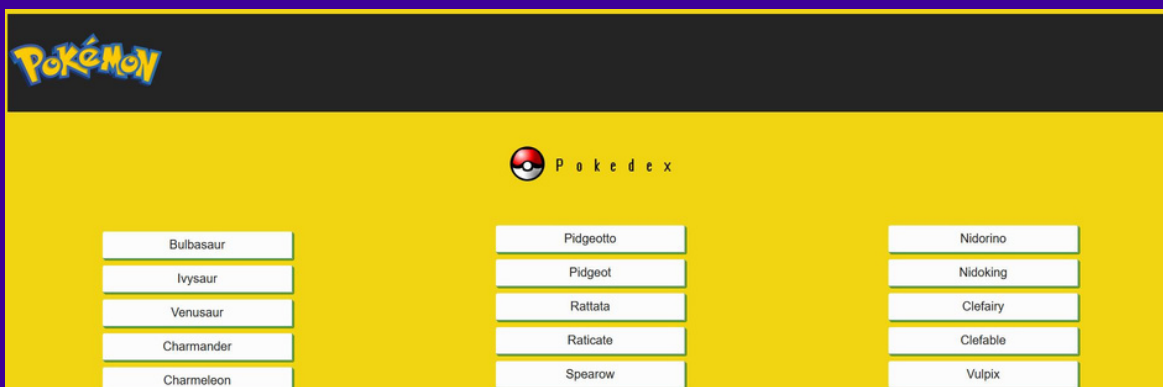 Pokémon
Pokedex
Bulbasaur
Ivysaur
Venusaur
Charmander
Charmeleon
Pidgeotto
Pidgeot
Rattata
Raticate
Spearow
Nidorino
Nidoking
Clefairy
Clefable
Vulpix